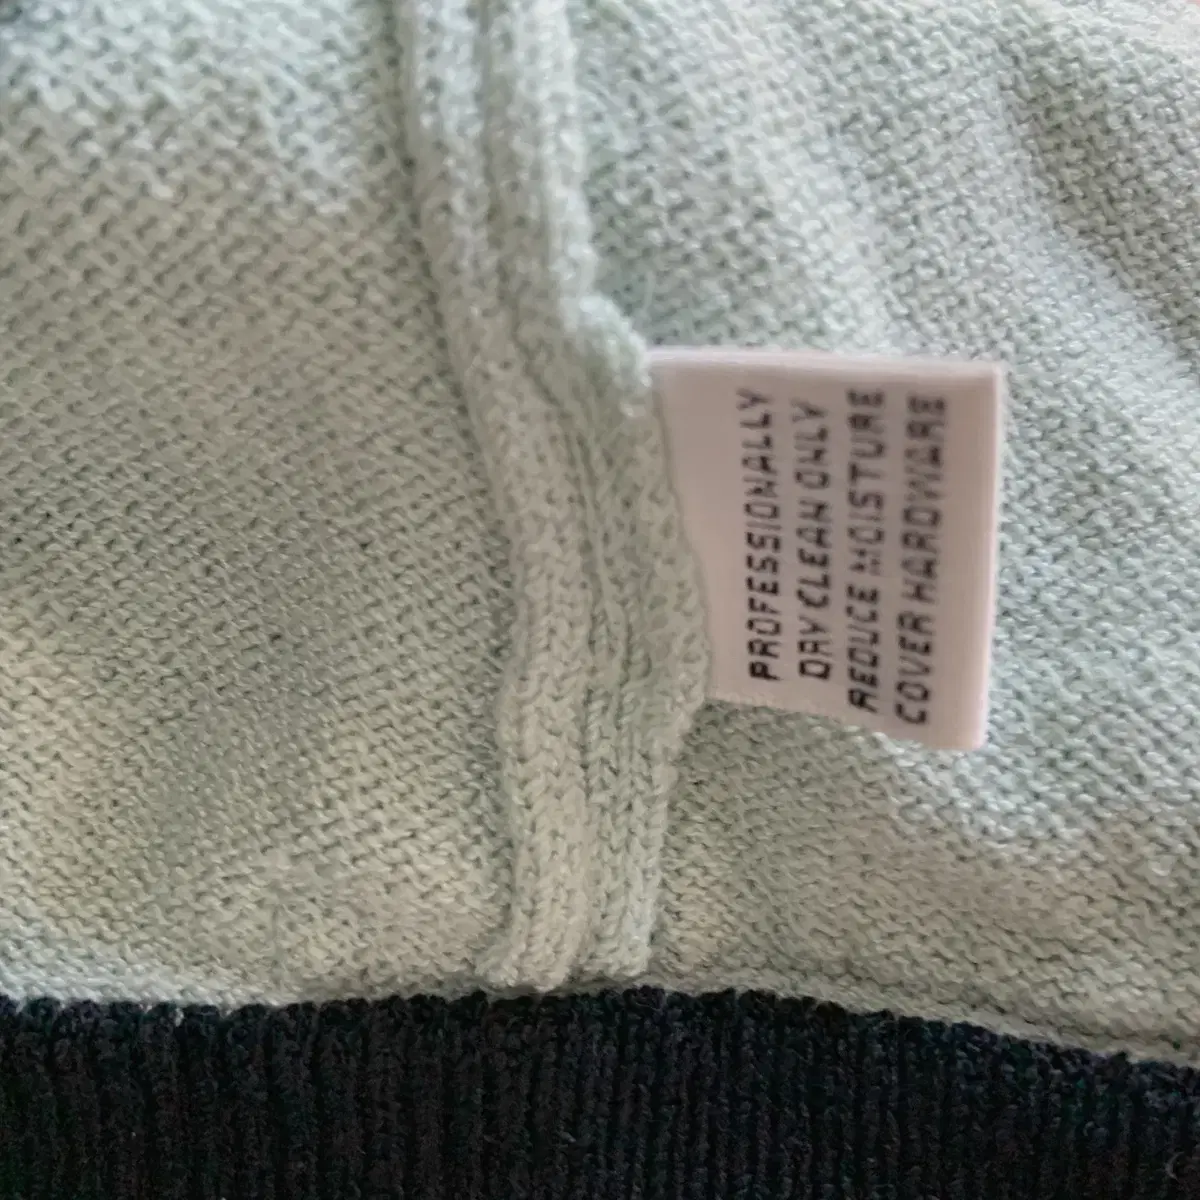 PROFESSIONALLY
DRY CLEAN ONLY
REDUCE MOISTURE
COVER HARDWARE